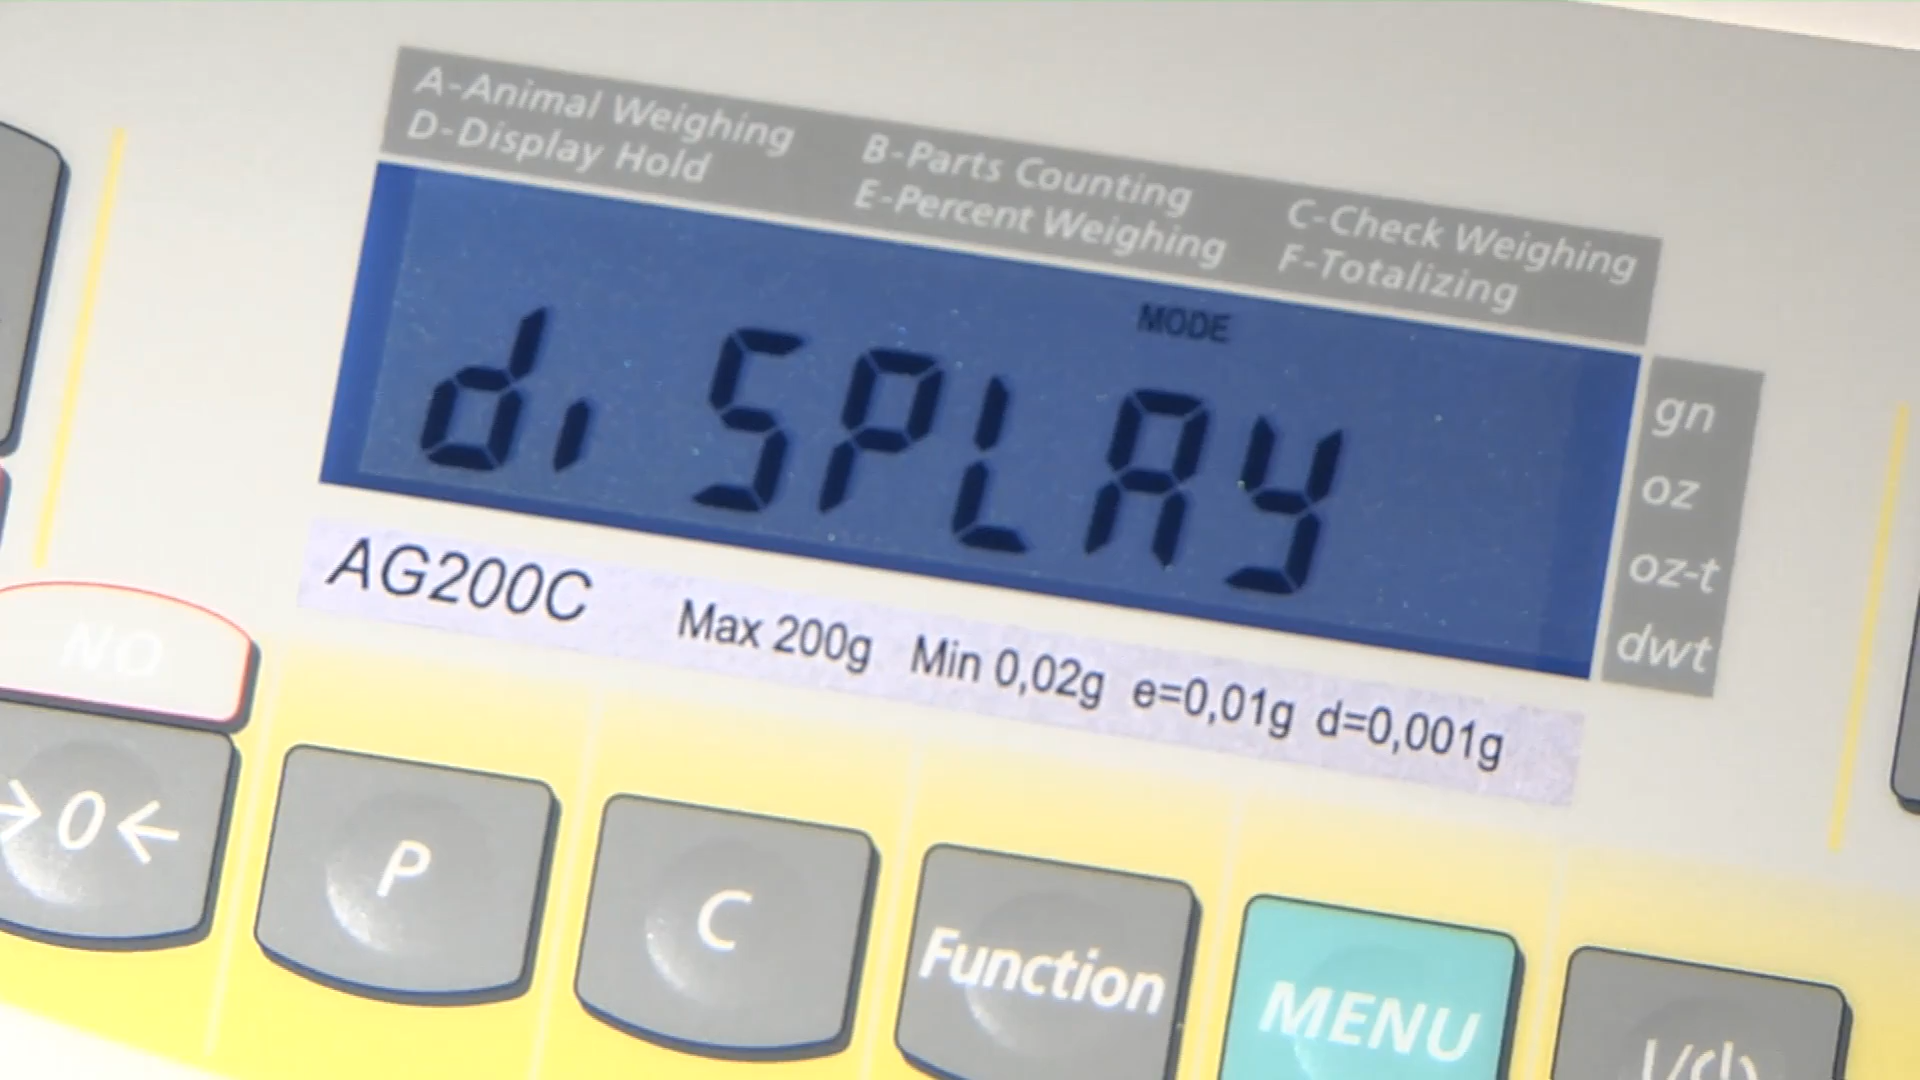 A-Animal Weighing B-Parts Counting C-Check Weighing
D-Display Hold E-Percent Weighing F-Totalizing
MODE
diSPLAY
gn
oz
oz-t
dwt
AG200C Max 200g Min 0,02g e=0,01g d=0,001g
NO
→0← P C Function MENU I/⏻